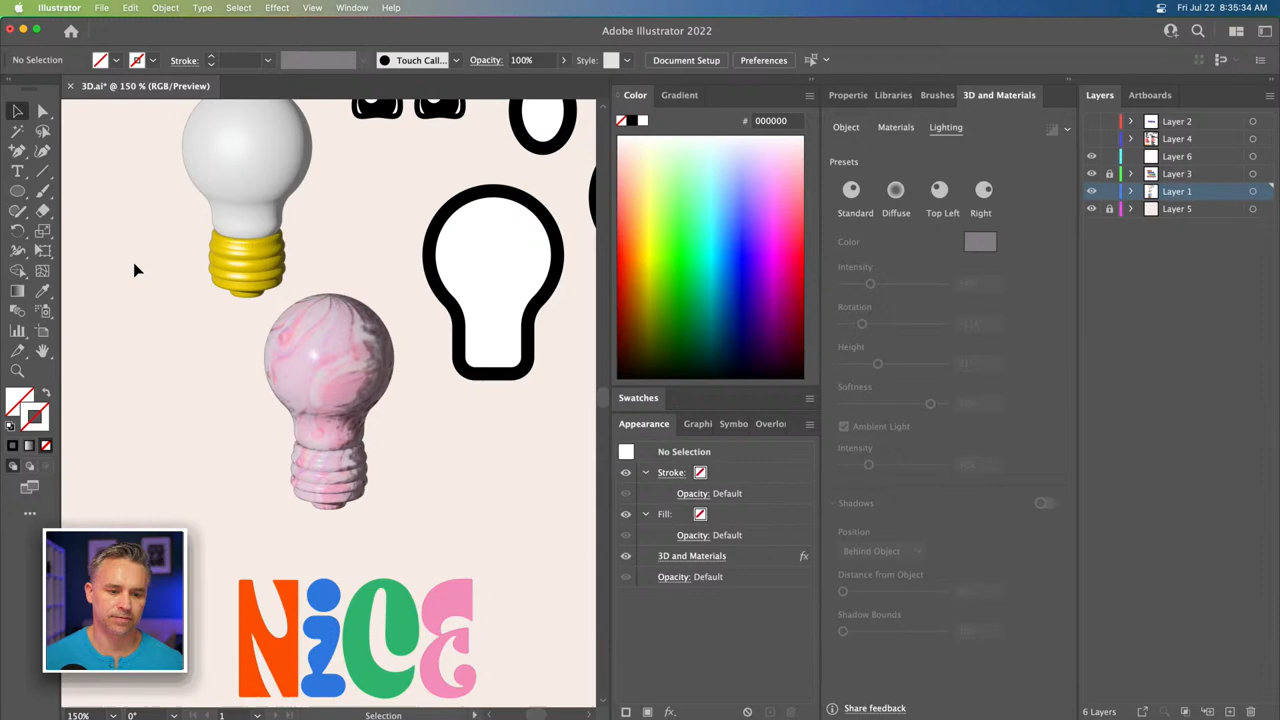 Illustrator File Edit Object Type Select Effect View Window Help Fri Jul 22 8:35:34 AM
Adobe Illustrator 2022
No Selection Stroke: Touch Call... Opacity: 100% Style: Document Setup Preferences
3D.ai* @ 150 % (RGB/Preview)
Color Gradient
# 000000
Swatches
Appearance Graphi Symbo Overlo
No Selection
Stroke:
Opacity: Default
Fill:
Opacity: Default
3D and Materials fx
Opacity: Default
Propertie Libraries Brushes 3D and Materials
Object Materials Lighting
Presets
Standard Diffuse Top Left Right
Color
Intensity
Rotation
Height
Softness
Ambient Light
Intensity
Shadows
Position
Behind Object
Distance from Object
Shadow Bounds
Share feedback
Layers Artboards
Layer 2
Layer 4
Layer 6
Layer 3
Layer 1
Layer 5
6 Layers
NiCE
150% 0° 1 Selection